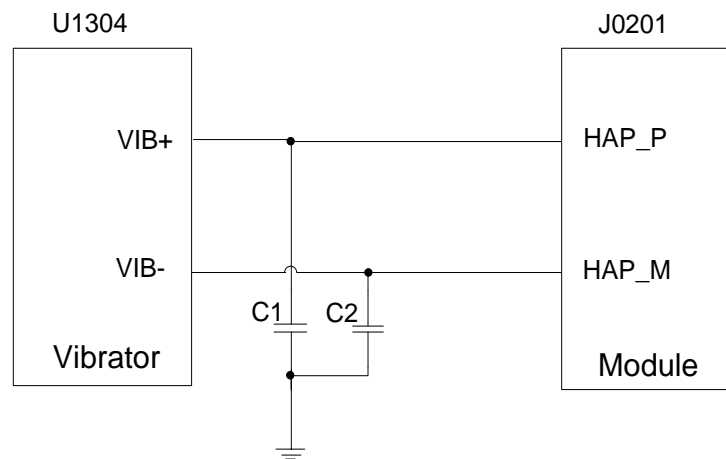 U1304
J0201
VIB+
HAP_P
VIB-
HAP_M
C1
C2
Vibrator
Module